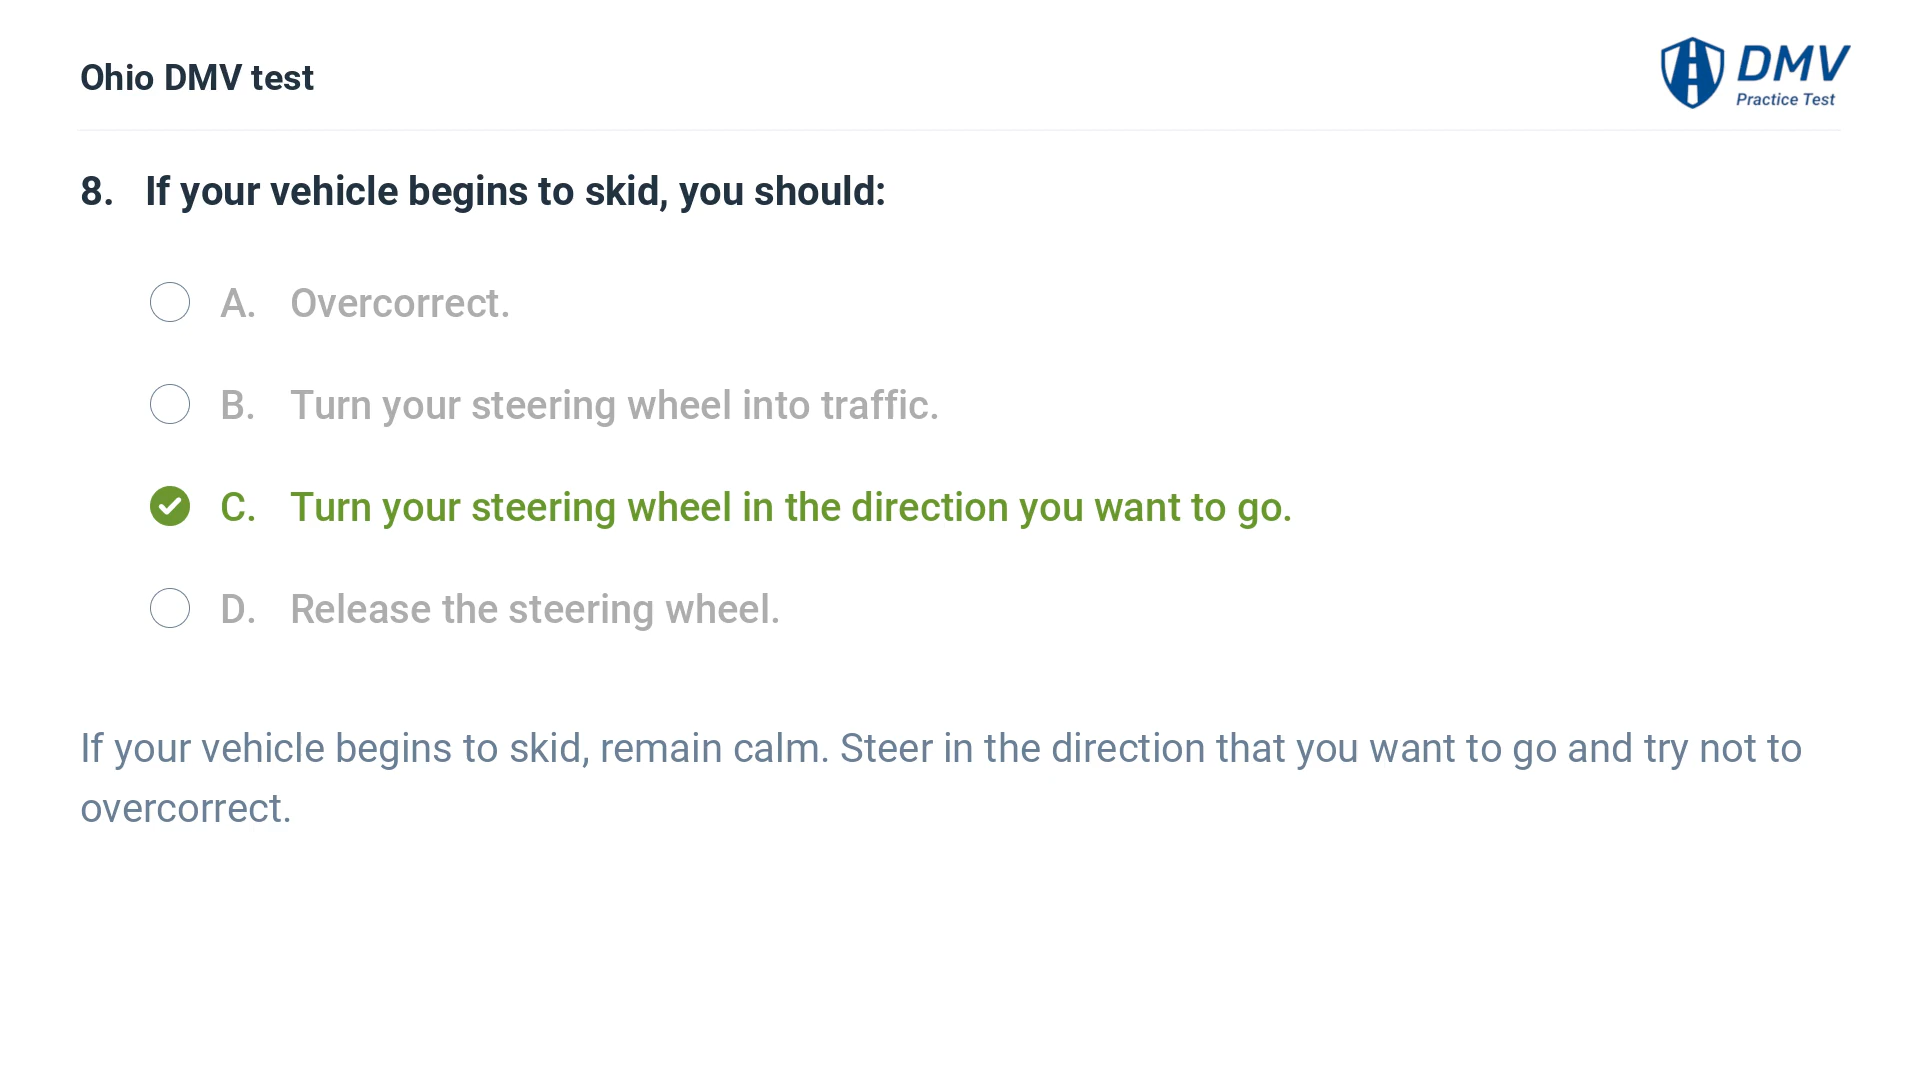 Ohio DMV test
DMV
Practice Test
8. If your vehicle begins to skid, you should:
A. Overcorrect.
B. Turn your steering wheel into traffic.
C. Turn your steering wheel in the direction you want to go.
D. Release the steering wheel.
If your vehicle begins to skid, remain calm. Steer in the direction that you want to go and try not to
overcorrect.